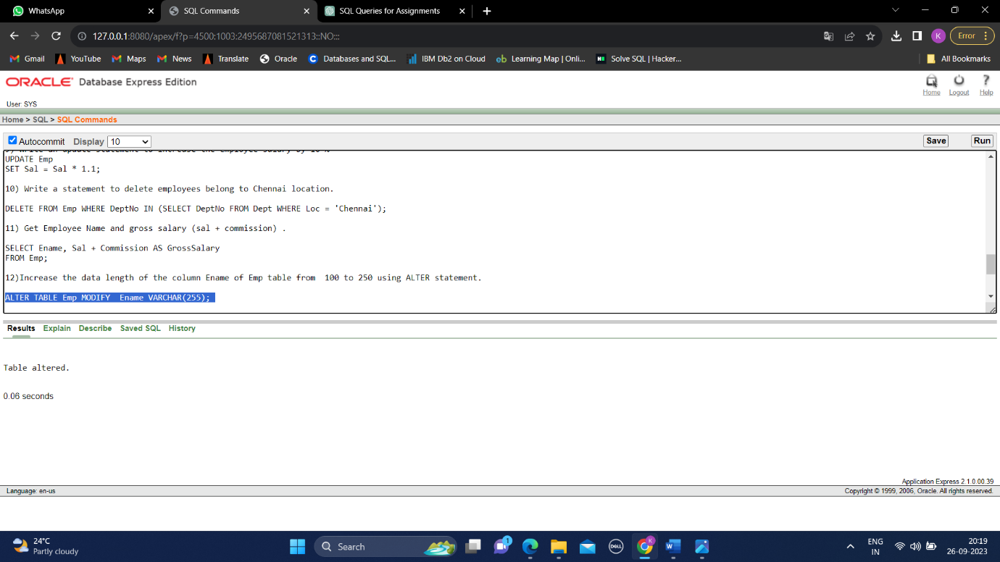 WhatsApp
SQL Commands
SQL Queries for Assignments
127.0.0.1:8080/apex/f?p=4500:1003:2495687081521313::NO:::
K
Error
Gmail
YouTube
Maps
News
Translate
Oracle
Databases and SQL...
IBM Db2 on Cloud
Learning Map | Onli...
Solve SQL | Hacker...
All Bookmarks
ORACLE Database Express Edition
Home
Logout
Help
User: SYS
Home > SQL > SQL Commands
Autocommit Display 10
Save
Run
UPDATE Emp
SET Sal = Sal * 1.1;
10) Write a statement to delete employees belong to Chennai location.
DELETE FROM Emp WHERE DeptNo IN (SELECT DeptNo FROM Dept WHERE Loc = 'Chennai');
11) Get Employee Name and gross salary (sal + commission) .
SELECT Ename, Sal + Commission AS GrossSalary
FROM Emp;
12)Increase the data length of the column Ename of Emp table from  100 to 250 using ALTER statement.
ALTER TABLE Emp MODIFY  Ename VARCHAR(255);
Results Explain Describe Saved SQL History
Table altered.
0.06 seconds
Application Express 2.1.0.00.39
Language: en-us
Copyright © 1999, 2006, Oracle. All rights reserved.
24°C
Partly cloudy
Search
1
DELL
K
W
ENG
IN
20:19
26-09-2023